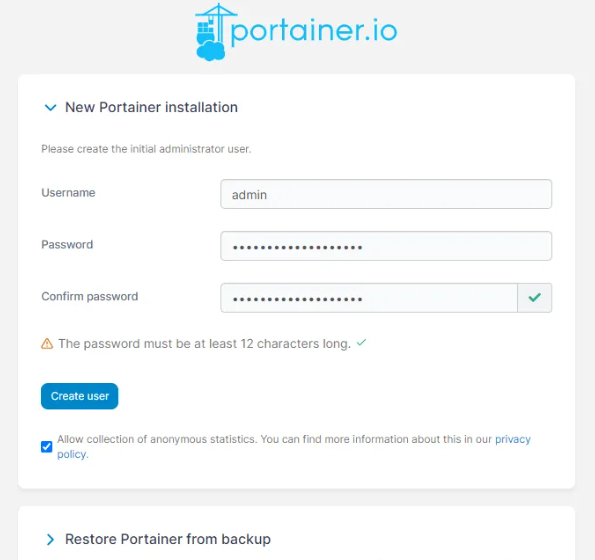 portainer.io
New Portainer installation
Please create the initial administrator user.
Username
admin
Password
•••••••••••••••••••
Confirm password
•••••••••••••••••••
The password must be at least 12 characters long.
Create user
Allow collection of anonymous statistics. You can find more information about this in our privacy
policy.
Restore Portainer from backup